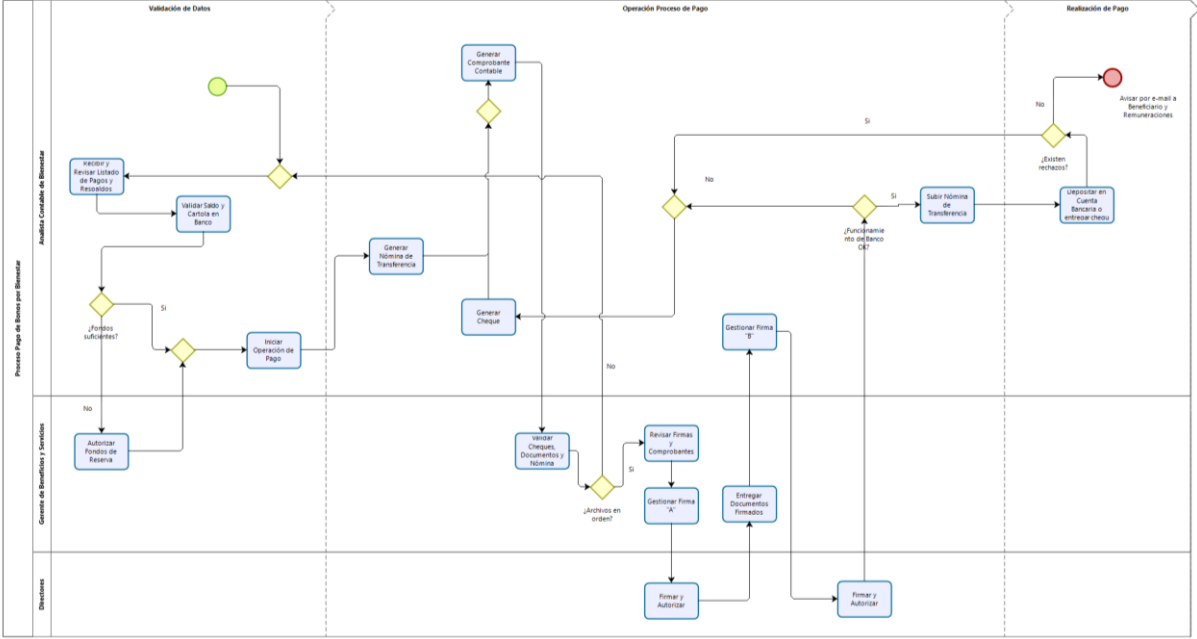 Validación de Datos
Operación Proceso de Pago
Realización de Pago
Proceso Pago de Bonos por Bienestar
Analista Contable de Bienestar
Gerente de Beneficios y Servicios
Directores
Recibir y
Revisar Listado
de Pagos y
Respaldos
Validar Saldo y
Cartola en
Banco
¿Fondos
suficientes?
Si
No
Autorizar
Fondos de
Reserva
Iniciar
Operación de
Pago
Generar
Nómina de
Transferencia
Generar
Comprobante
Contable
Generar
Cheque
Validar
Cheques,
Documentos y
Nómina
¿Archivos en
orden?
No
Si
Revisar Firmas
y
Comprobantes
Gestionar Firma
"A"
Firmar y
Autorizar
Entregar
Documentos
Firmados
Gestionar Firma
"B"
Firmar y
Autorizar
¿Funcionamie
nto de Banco
OK?
No
Si
Subir Nómina
de
Transferencia
Depositar en
Cuenta
Bancaria o
entregar chequ
¿Existen
rechazos?
Si
No
Avisar por e-mail a
Beneficiario y
Remuneraciones